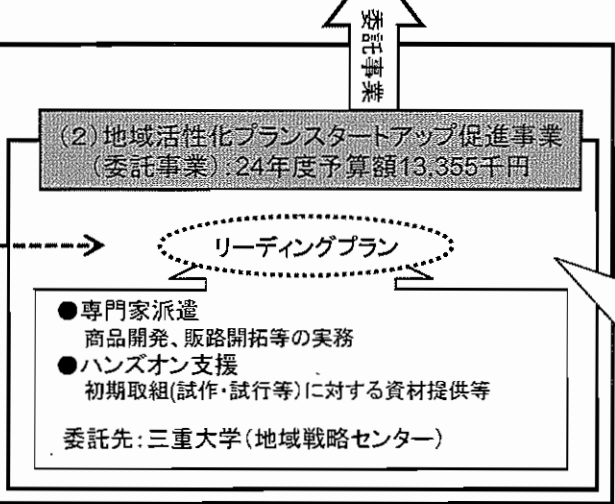 委託事業
(2)地域活性化プランスタートアップ促進事業
(委託事業):24年度予算額13,355千円
リーディングプラン
●専門家派遣
商品開発、販路開拓等の実務
●ハンズオン支援
初期取組(試作・試行等)に対する資材提供等
委託先:三重大学(地域戦略センター)